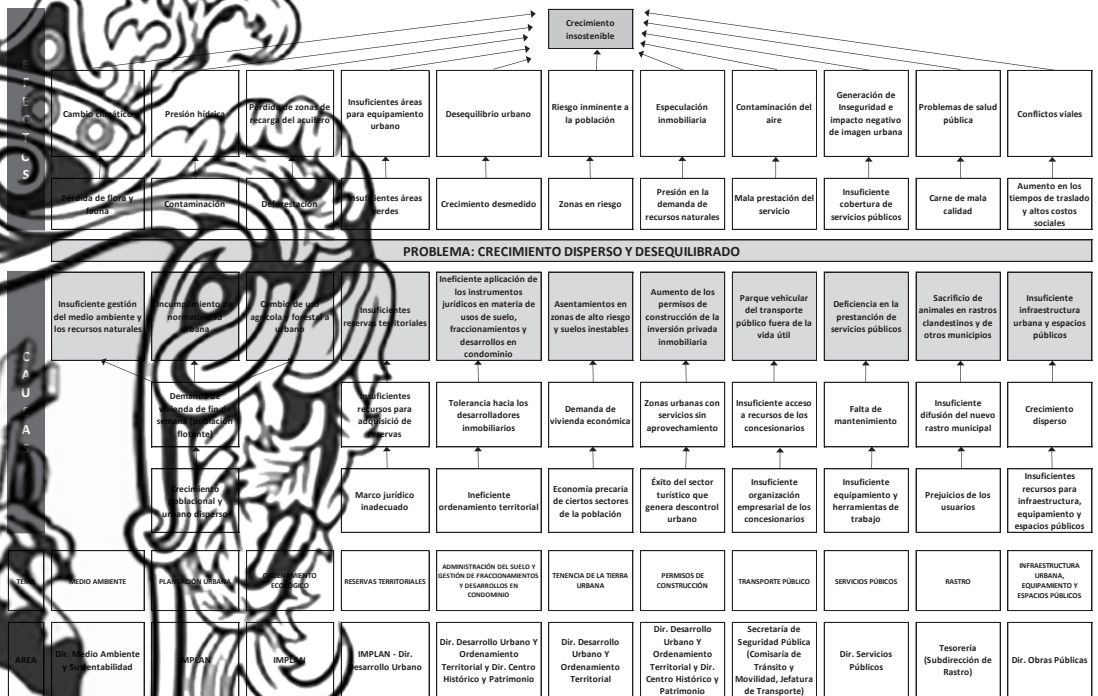 Crecimiento
insostenible
EFECTOS
Cambio climático
Presión hídrica
Pérdida de zonas de
recarga del acuífero
Insuficientes áreas
para equipamiento
urbano
Desequilibrio urbano
Riesgo inminente a
la población
Especulación
inmobiliaria
Contaminación del
aire
Generación de
Inseguridad e
impacto negativo
de imagen urbana
Problemas de salud
pública
Conflictos viales
Pérdida de flora y
fauna
Contaminación
Deforestación
Insuficientes áreas
verdes
Crecimiento desmedido
Zonas en riesgo
Presión en la
demanda de
recursos naturales
Mala prestación del
servicio
Insuficiente
cobertura de
servicios públicos
Carne de mala
calidad
Aumento en los
tiempos de traslado
y altos costos
sociales
PROBLEMA: CRECIMIENTO DISPERSO Y DESEQUILIBRADO
CAUSAS
Insuficiente gestión
del medio ambiente y
los recursos naturales
Incumplimiento de
normatividad
urbana
Cambio de uso
agrícola y forestal a
urbano
Insuficientes
reservas territoriales
Ineficiente aplicación de
los instrumentos
jurídicos en materia de
usos de suelo,
fraccionamientos y
desarrollos en
condominio
Asentamientos en
zonas de alto riesgo
y suelos inestables
Aumento de los
permisos de
construcción de la
inversión privada
inmobiliaria
Parque vehicular
del transporte
público fuera de la
vida útil
Deficiencia en la
prestación de
servicios públicos
Sacrificio de
animales en rastros
clandestinos y de
otros municipios
Insuficiente
infraestructura
urbana y espacios
públicos
Demanda de
vivienda de fin de
semana (población
flotante)
Insuficientes
recursos para
adquisició de
reservas
Tolerancia hacia los
desarrolladores
inmobiliarios
Demanda de
vivienda económica
Zonas urbanas con
servicios sin
aprovechamiento
Insuficiente acceso
a recursos de los
concesionarios
Falta de
mantenimiento
Insuficiente
difusión del nuevo
rastro municipal
Crecimiento
disperso
Crecimiento
poblacional y
urbano disperso
Marco jurídico
inadecuado
Ineficiente
ordenamiento territorial
Economía precaria
de ciertos sectores
de la población
Éxito del sector
turístico que
genera descontrol
urbano
Insuficiente
organización
empresarial de los
concesionarios
Insuficiente
equipamiento y
herramientas de
trabajo
Prejuicios de los
usuarios
Insuficientes
recursos para
infraestructura,
equipamiento y
espacios públicos
TEMA
MEDIO AMBIENTE
PLANEACIÓN URBANA
ORDENAMIENTO
ECOLÓGICO
RESERVAS TERRITORIALES
ADMINISTRACIÓN DEL SUELO Y
GESTIÓN DE FRACCIONAMIENTOS
Y DESARROLLOS EN
CONDOMINIO
TENENCIA DE LA TIERRA
URBANA
PERMISOS DE
CONSTRUCCIÓN
TRANSPORTE PÚBLICO
SERVICIOS PÚBICOS
RASTRO
INFRAESTRUCTURA
URBANA,
EQUIPAMIENTO Y
ESPACIOS PÚBLICOS
AREA
Dir. Medio Ambiente
y Sustentabilidad
IMPLAN
IMPLAN
IMPLAN - Dir.
Desarrollo Urbano
Dir. Desarrollo Urbano Y
Ordenamiento
Territorial y Dir. Centro
Histórico y Patrimonio
Dir. Desarrollo
Urbano Y
Ordenamiento
Territorial
Dir. Desarrollo
Urbano Y
Ordenamiento
Territorial y Dir.
Centro Histórico y
Patrimonio
Secretaría de
Seguridad Pública
(Comisaría de
Tránsito y
Movilidad, Jefatura
de Transporte)
Dir. Servicios
Públicos
Tesorería
(Subdirección de
Rastro)
Dir. Obras Públicas